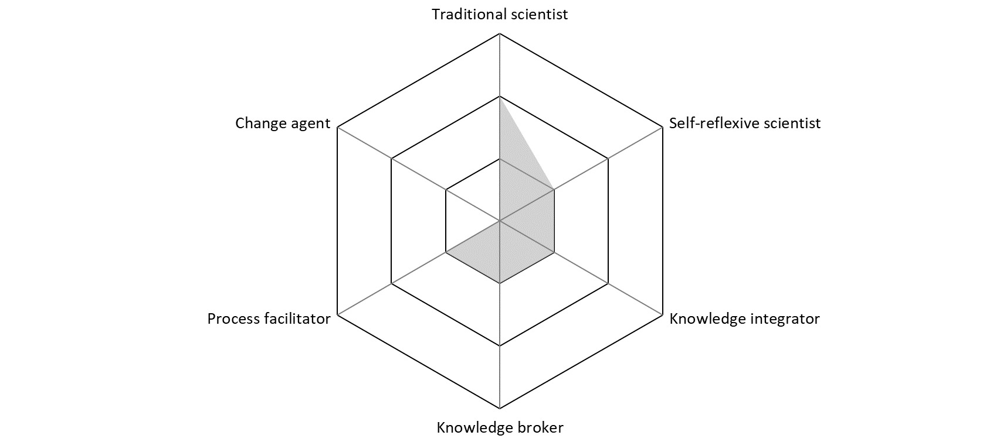 Traditional scientist
Change agent
Self-reflexive scientist
Process facilitator
Knowledge integrator
Knowledge broker